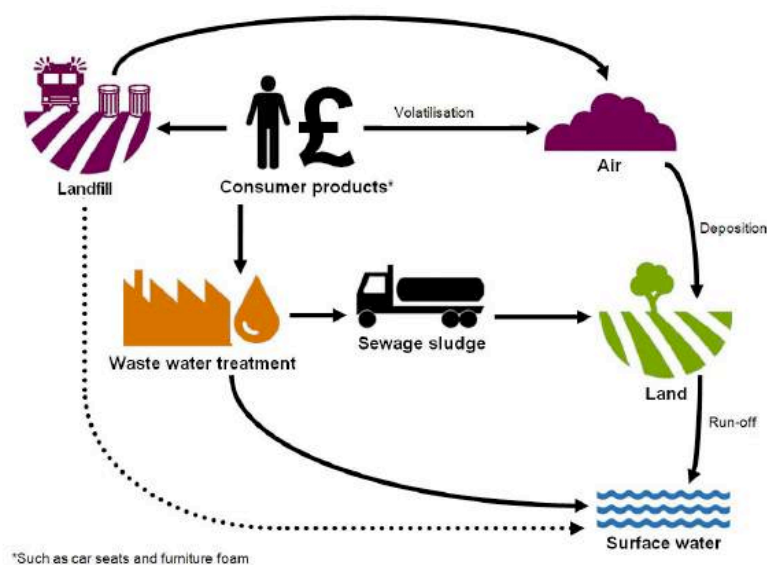 Volatilisation
Landfill
Consumer products*
£
Air
Deposition
Waste water treatment
Sewage sludge
Land
Run-off
Surface water
*Such as car seats and furniture foam